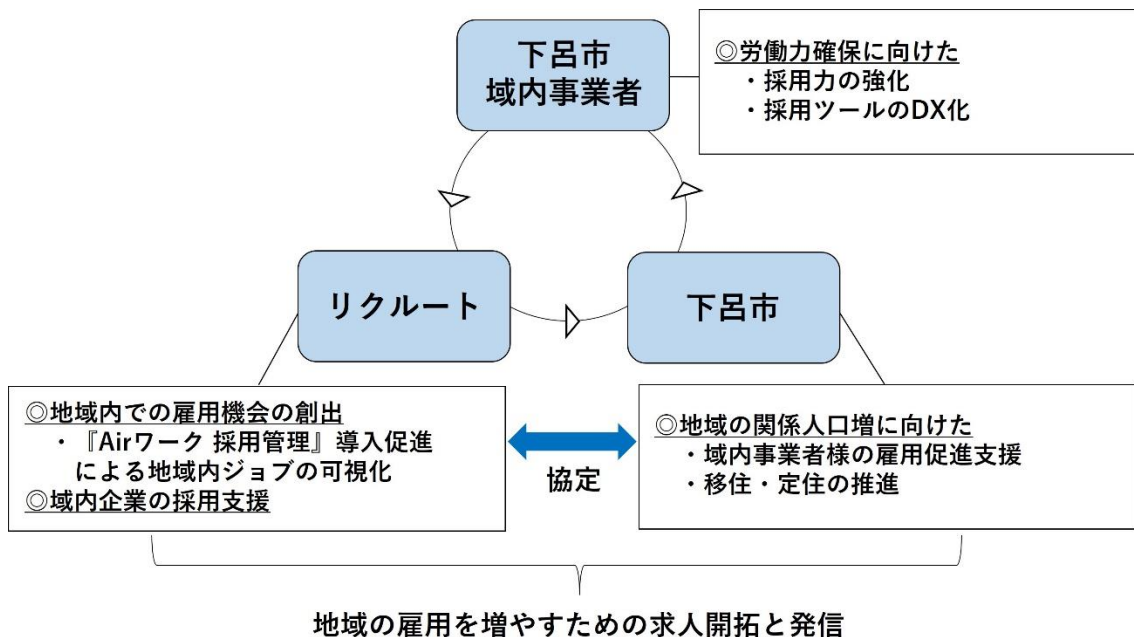 下呂市
域内事業者
◎労働力確保に向けた
・採用力の強化
・採用ツールのDX化
リクルート
下呂市
◎地域内での雇用機会の創出
・『Airワーク 採用管理』導入促進
による地域内ジョブの可視化
◎域内企業の採用支援
協定
◎地域の関係人口増に向けた
・域内事業者様の雇用促進支援
・移住・定住の推進
地域の雇用を増やすための求人開拓と発信